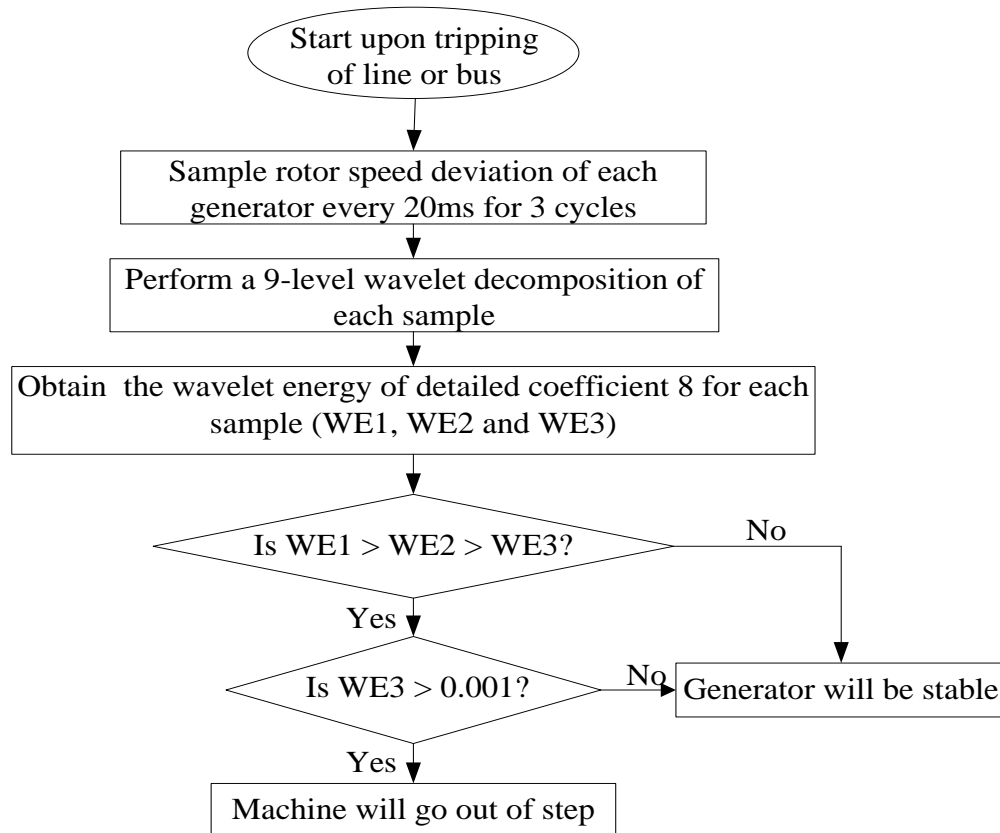 Start upon tripping
of line or bus
Sample rotor speed deviation of each
generator every 20ms for 3 cycles
Perform a 9-level wavelet decomposition of
each sample
Obtain the wavelet energy of detailed coefficient 8 for each
sample (WE1, WE2 and WE3)
Is WE1 > WE2 > WE3?
No
Yes
Is WE3 > 0.001?
No
Generator will be stable
Yes
Machine will go out of step